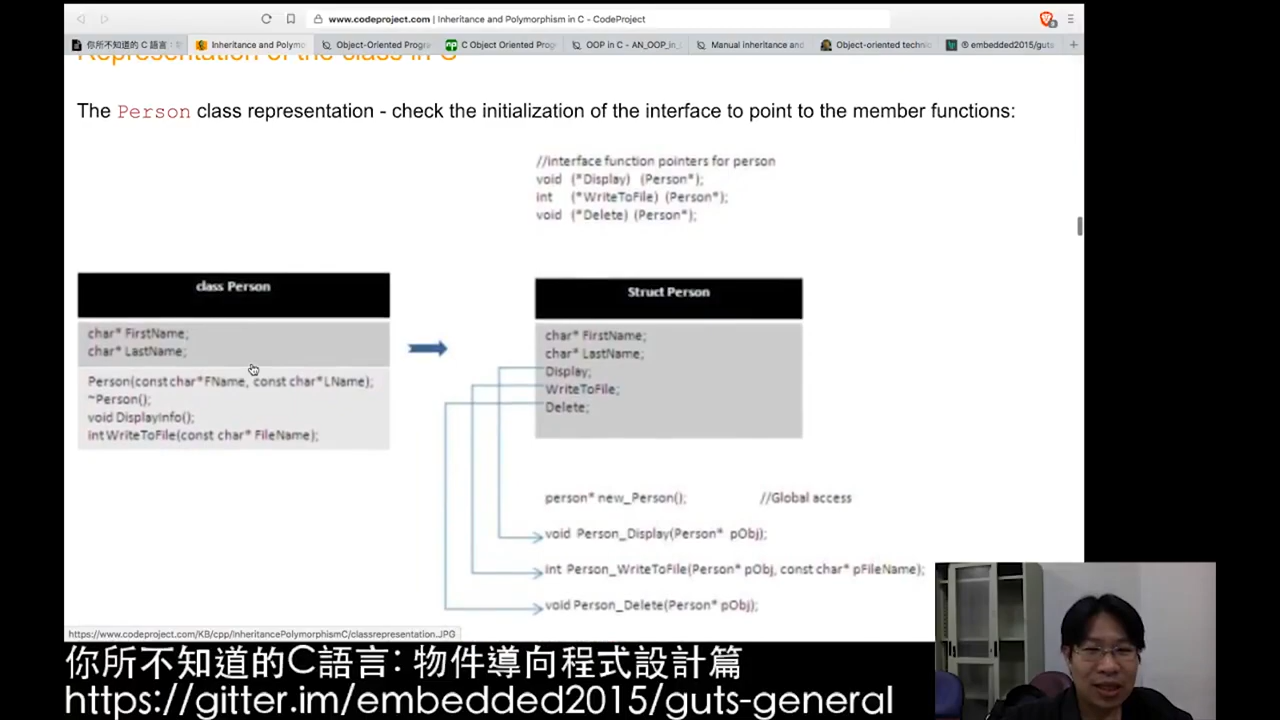 www.codeproject.com | Inheritance and Polymorphism in C - CodeProject
你所不知道的 C 語言：
Inheritance and Polymo
Object-Oriented Progra
C Object Oriented Prog
OOP in C - AN_OOP_in_
Manual inheritance and
Object-oriented techni
® embedded2015/guts
Representation of the class in C
The Person class representation - check the initialization of the interface to point to the member functions:
//interface function pointers for person
void (*Display) (Person*);
int (*WriteToFile) (Person*);
void (*Delete) (Person*);
class Person
char* FirstName;
char* LastName;
Person(const char*FName, const char*LName);
~Person();
void DisplayInfo();
int WriteToFile(const char* FileName);
Struct Person
char* FirstName;
char* LastName;
Display;
WriteToFile;
Delete;
person* new_Person(); //Global access
void Person_Display(Person* pObj);
int Person_WriteToFile(Person* pObj, const char* pFileName);
void Person_Delete(Person* pObj);
https://www.codeproject.com/KB/cpp/InheritancePolymorphismC/classrepresentation.JPG
你所不知道的C語言: 物件導向程式設計篇
https://gitter.im/embedded2015/guts-general